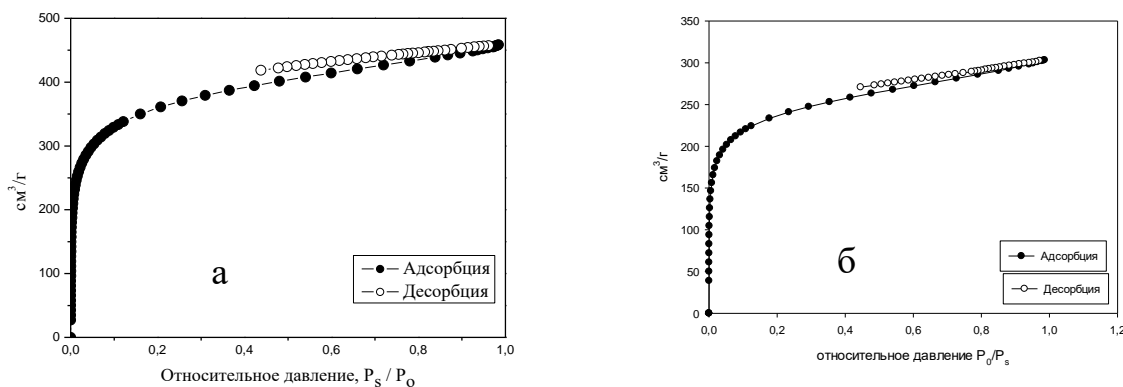 500
400
300
200
100
0
см³/г
а
Адсорбция
Десорбция
0,0 0,2 0,4 0,6 0,8 1,0
Относительное давление, Pₛ / Pₒ
350
300
250
200
150
100
50
0
см³/г
б
Адсорбция
Десорбция
0,0 0,2 0,4 0,6 0,8 1,0 1,2
относительное давление P₀/Pₛ